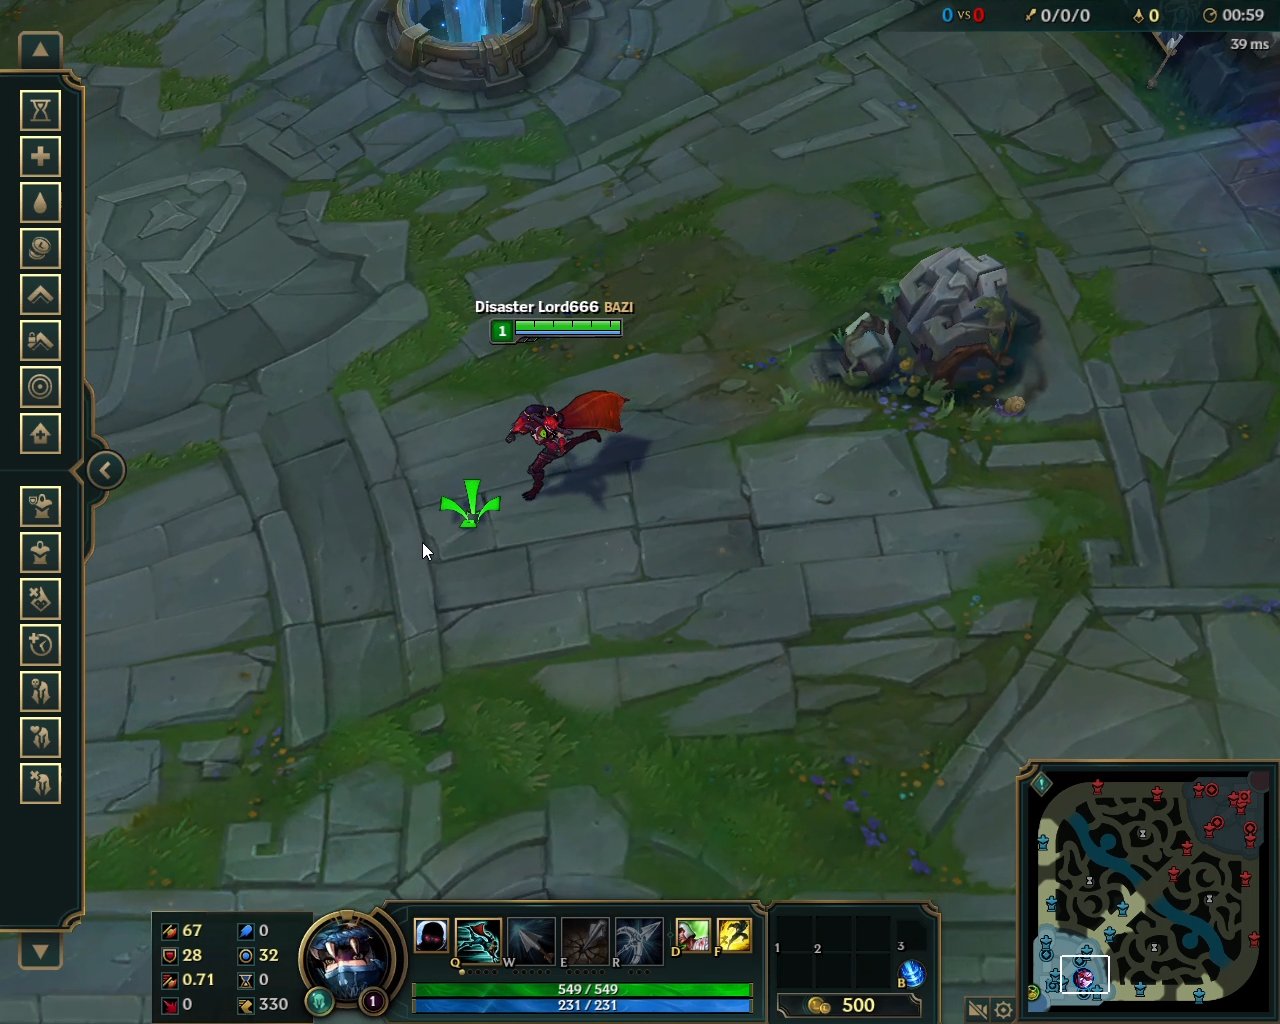 0 vs 0 0/0/0 0 00:59
39 ms
Disaster Lord666 BAZI
1
67 0
28 32
0.71 0
0 330
1
Q W E R D F
549 / 549
231 / 231
1 2 3
B
500